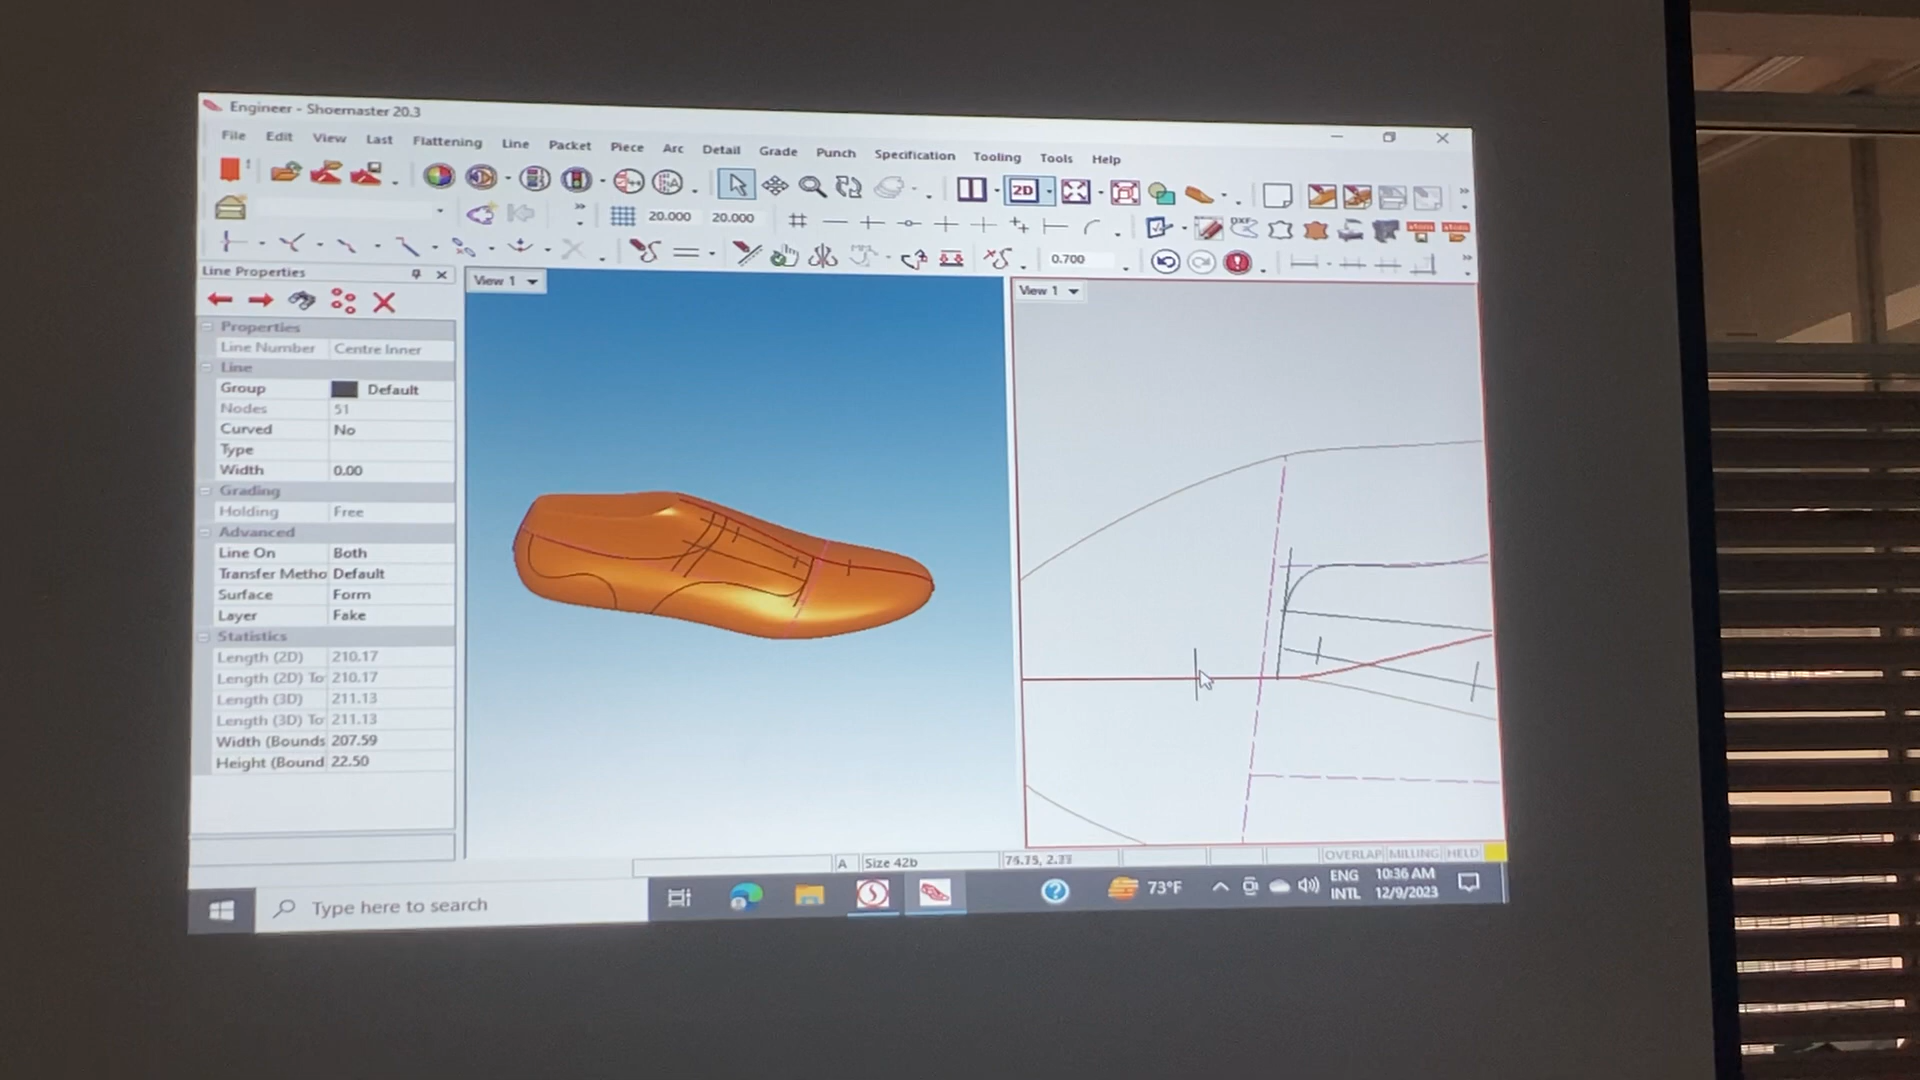 Engineer - Shoemaster 20.3
File Edit View Last Flattening Line Packet Piece Arc Detail Grade Punch Specification Tooling Tools Help
2D
20.000 20.000
DXF
0.700
Line Properties
View 1
View 1
Properties
Line Number Centre Inner
Line
Group Default
Nodes 51
Curved No
Type
Width 0.00
Grading
Holding Free
Advanced
Line On Both
Transfer Metho Default
Surface Form
Layer Fake
Statistics
Length (2D) 210.17
Length (2D) To 210.17
Length (3D) 211.13
Length (3D) To 211.13
Width (Bounds 207.59
Height (Bound 22.50
A Size 42b
OVERLAP MILLING HELD
Type here to search
73°F
ENG 10:36 AM
INTL 12/9/2023